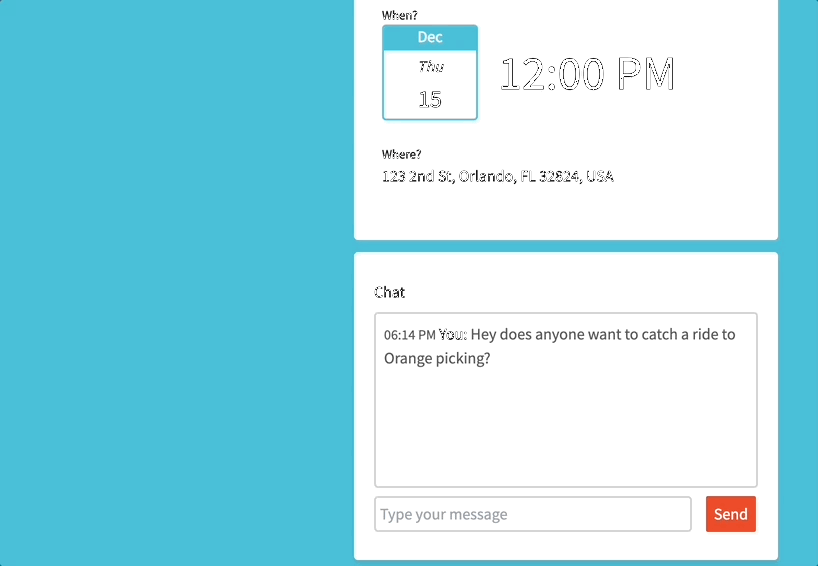 When?
Dec
Thu
15
12:00 PM
Where?
123 2nd St, Orlando, FL 32824, USA
Chat
06:14 PM You: Hey does anyone want to catch a ride to
Orange picking?
Type your message
Send